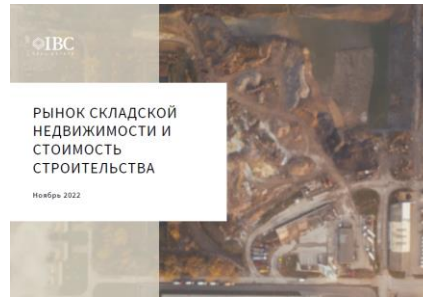 IBC
РЫНОК СКЛАДСКОЙ
НЕДВИЖИМОСТИ И
СТОИМОСТЬ
СТРОИТЕЛЬСТВА
Ноябрь 2022